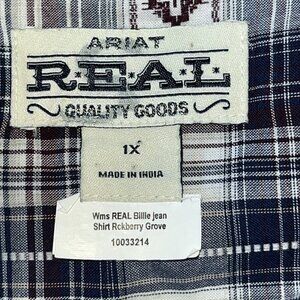 ARIAT
R·E·A·L
QUALITY GOODS
1X
MADE IN INDIA
Wms REAL Billie jean
Shirt Rckberry Grove
10033214